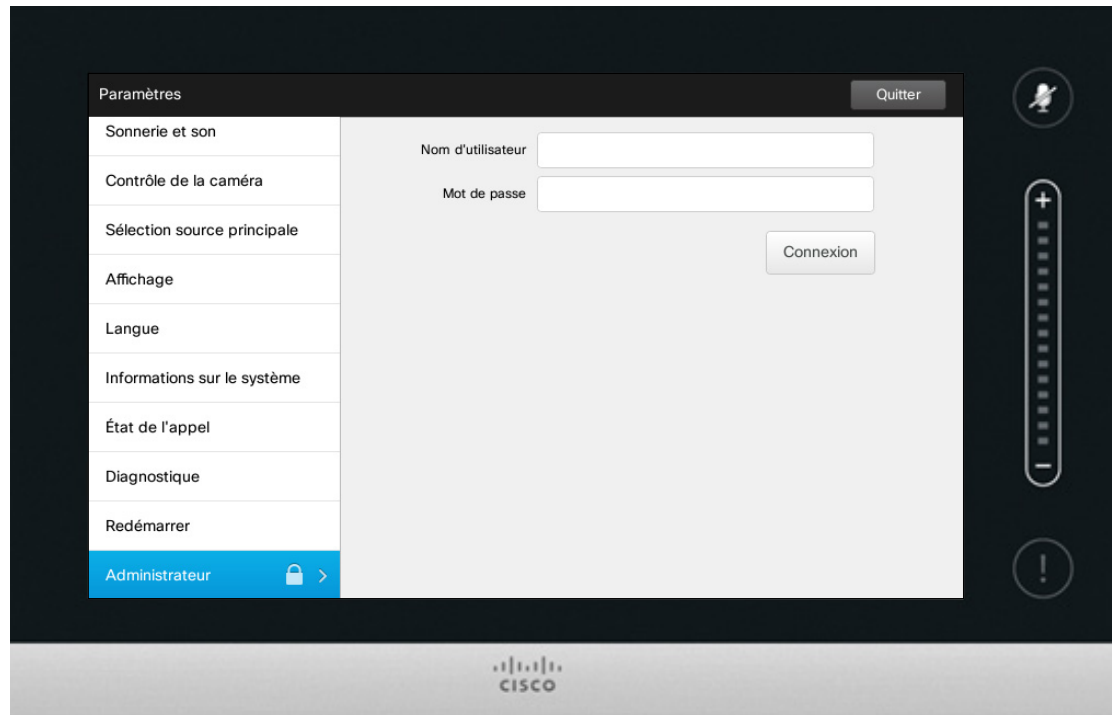 Paramètres
Quitter
Sonnerie et son
Contrôle de la caméra
Sélection source principale
Affichage
Langue
Informations sur le système
État de l'appel
Diagnostique
Redémarrer
Administrateur
Nom d'utilisateur
Mot de passe
Connexion
+
−
!
CISCO